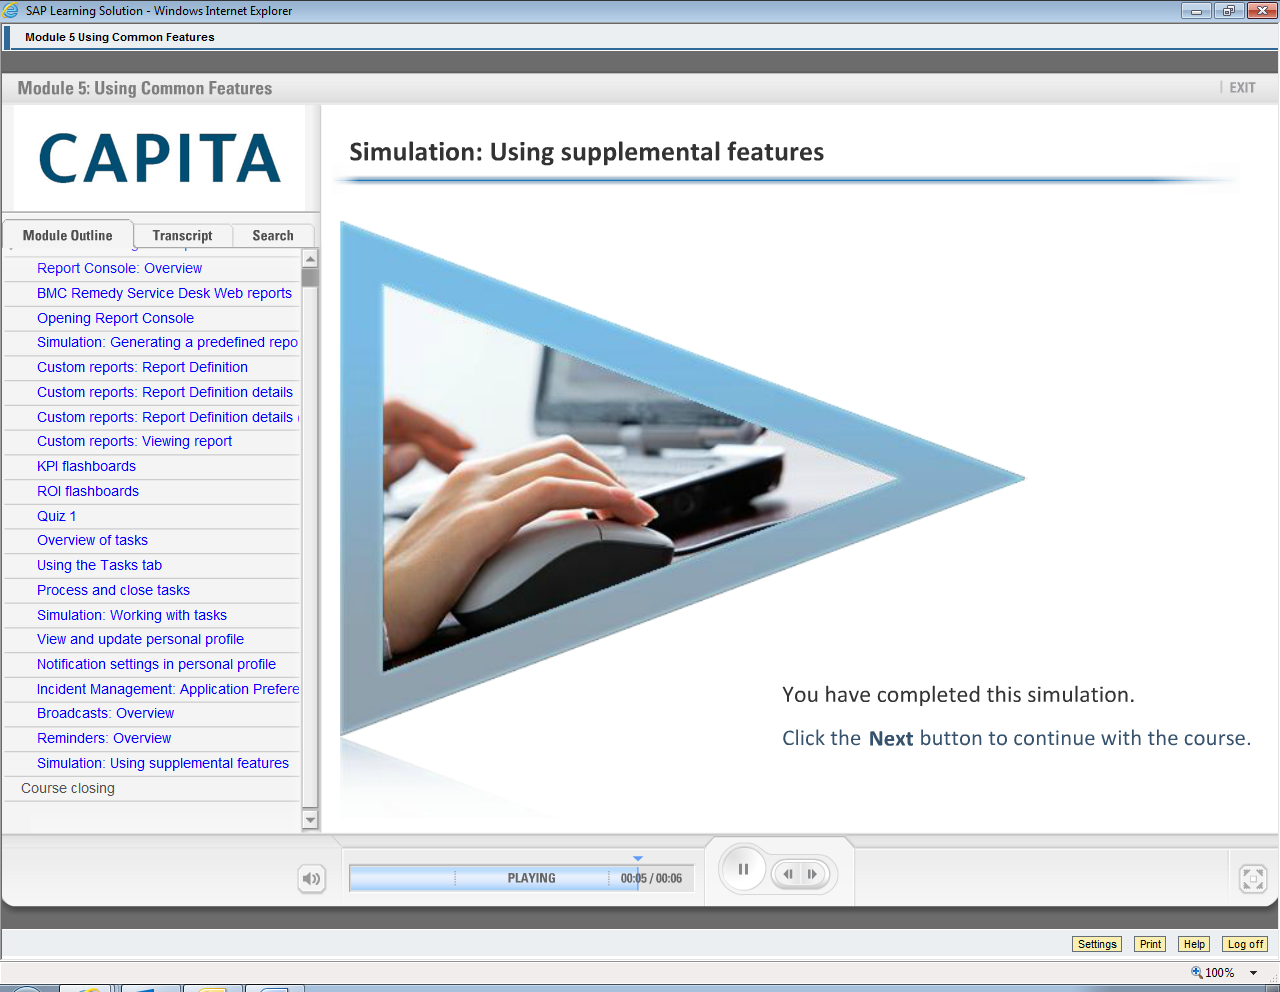 SAP Learning Solution - Windows Internet Explorer
Module 5 Using Common Features
Module 5: Using Common Features
EXIT
CAPITA
Simulation: Using supplemental features
Module Outline
Transcript
Search
Report Console: Overview
BMC Remedy Service Desk Web reports
Opening Report Console
Simulation: Generating a predefined repo
Custom reports: Report Definition
Custom reports: Report Definition details
Custom reports: Report Definition details (
Custom reports: Viewing report
KPI flashboards
ROI flashboards
Quiz 1
Overview of tasks
Using the Tasks tab
Process and close tasks
Simulation: Working with tasks
View and update personal profile
Notification settings in personal profile
Incident Management: Application Prefere
Broadcasts: Overview
Reminders: Overview
Simulation: Using supplemental features
Course closing
You have completed this simulation.
Click the Next button to continue with the course.
PLAYING
00:05 / 00:06
Settings
Print
Help
Log off
100%